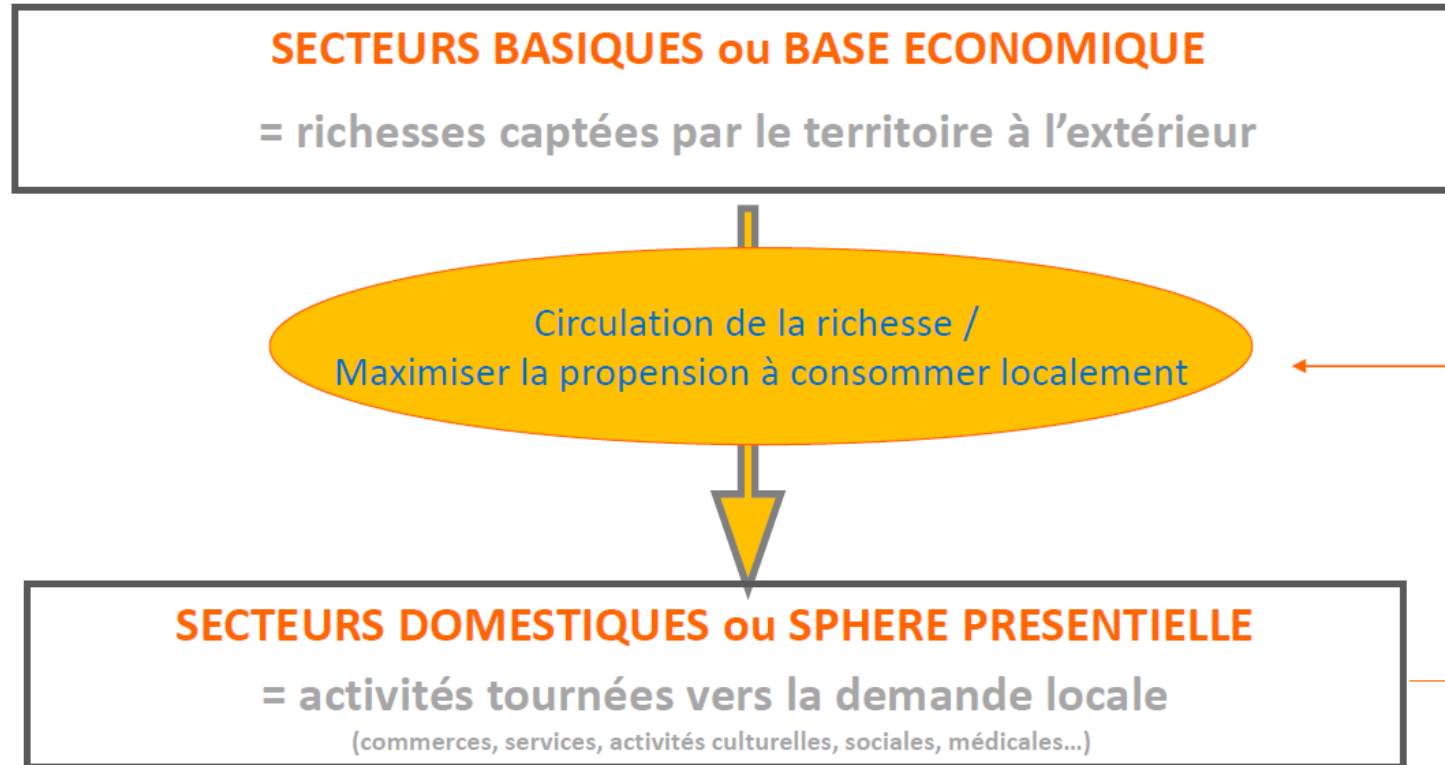 SECTEURS BASIQUES ou BASE ECONOMIQUE
= richesses captées par le territoire à l’extérieur
Circulation de la richesse /
Maximiser la propension à consommer localement
SECTEURS DOMESTIQUES ou SPHERE PRESENTIELLE
= activités tournées vers la demande locale
(commerces, services, activités culturelles, sociales, médicales…)